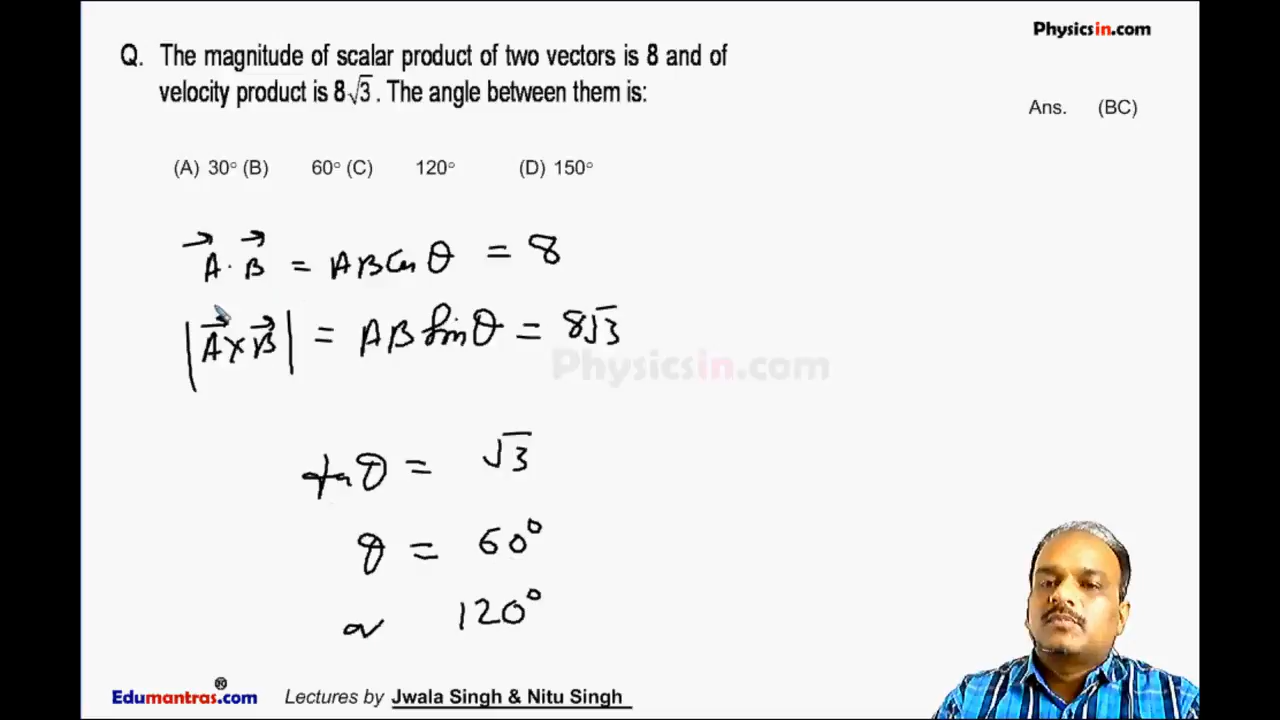 Physicsin.com
Q. The magnitude of scalar product of two vectors is 8 and of
velocity product is 8√3. The angle between them is:
Ans. (BC)
(A) 30° (B) 60° (C) 120° (D) 150°
A⃗ · B⃗ = AB cos θ = 8
|A⃗ × B⃗| = AB sin θ = 8√3
Physicsin.com
tan θ = √3
θ = 60°
or 120°
Edumantras.com ® Lectures by Jwala Singh & Nitu Singh